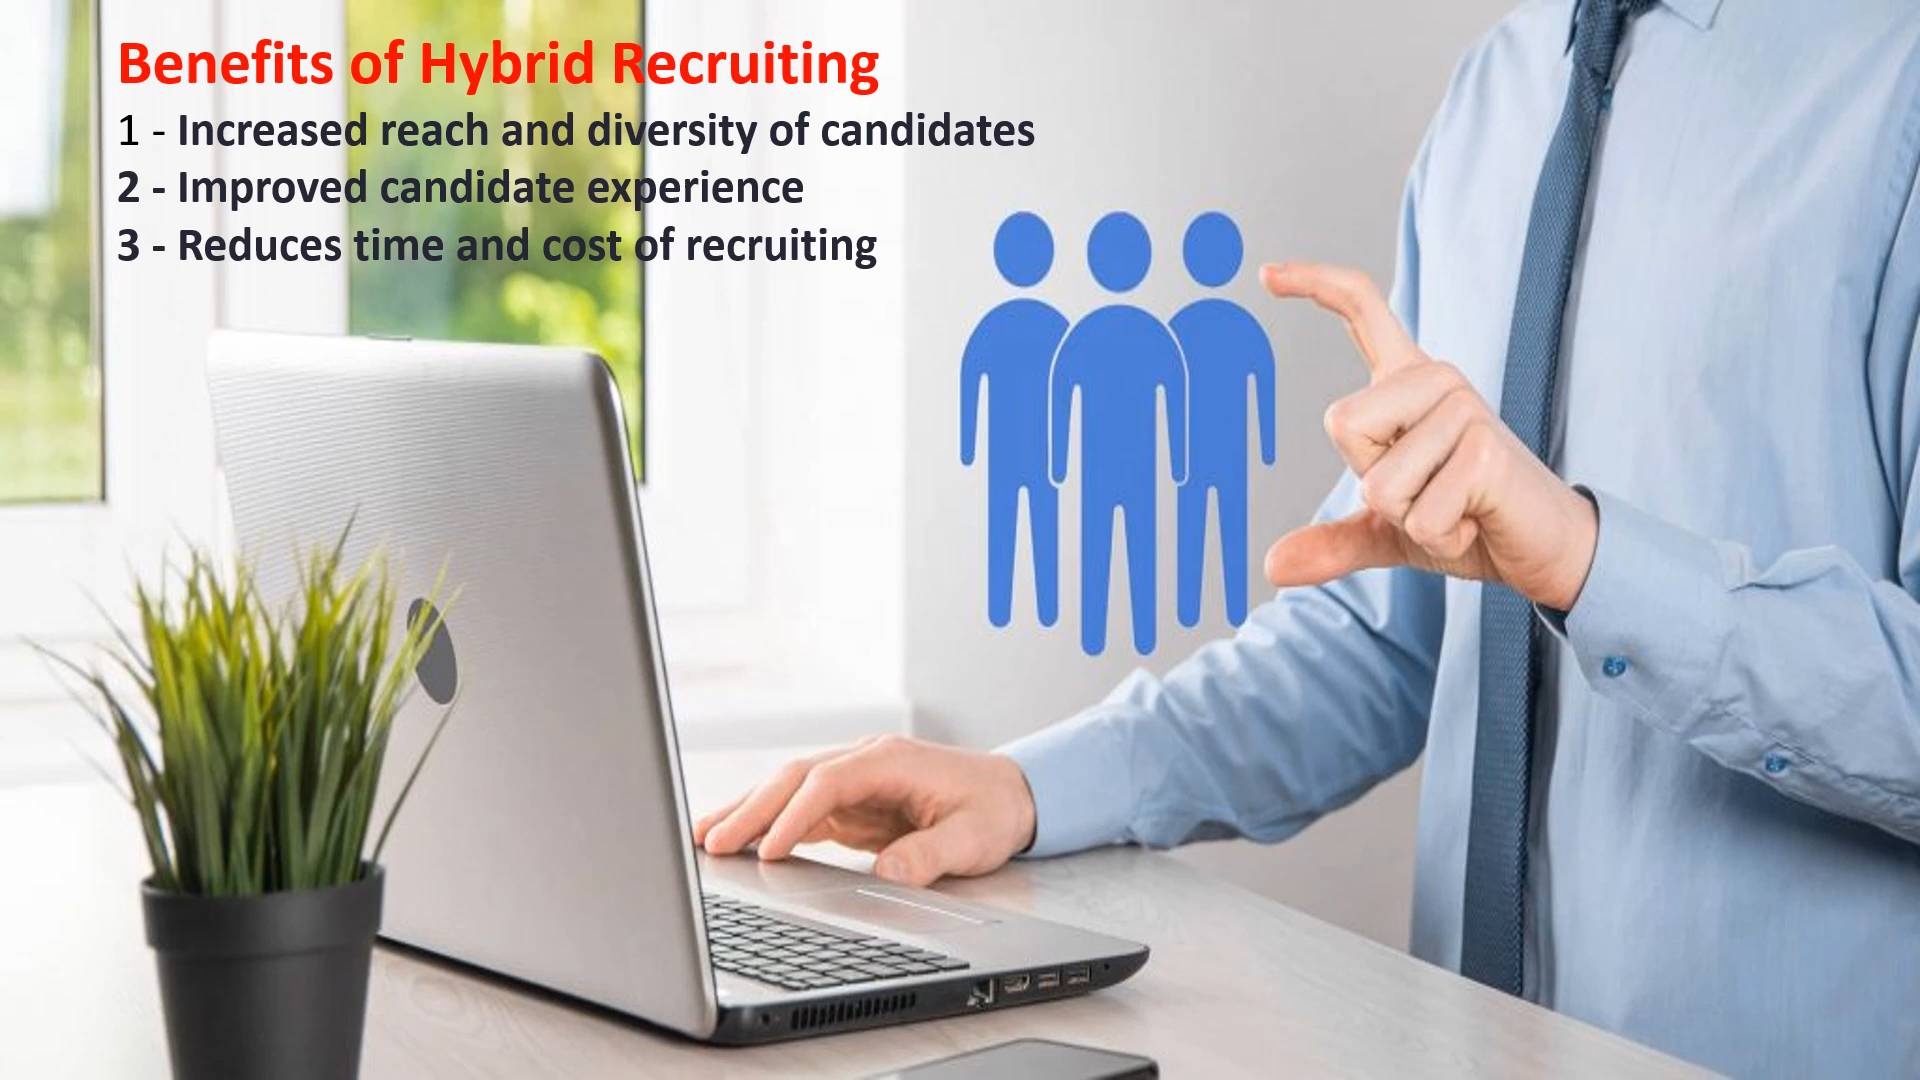 Benefits of Hybrid Recruiting
1 - Increased reach and diversity of candidates
2 - Improved candidate experience
3 - Reduces time and cost of recruiting